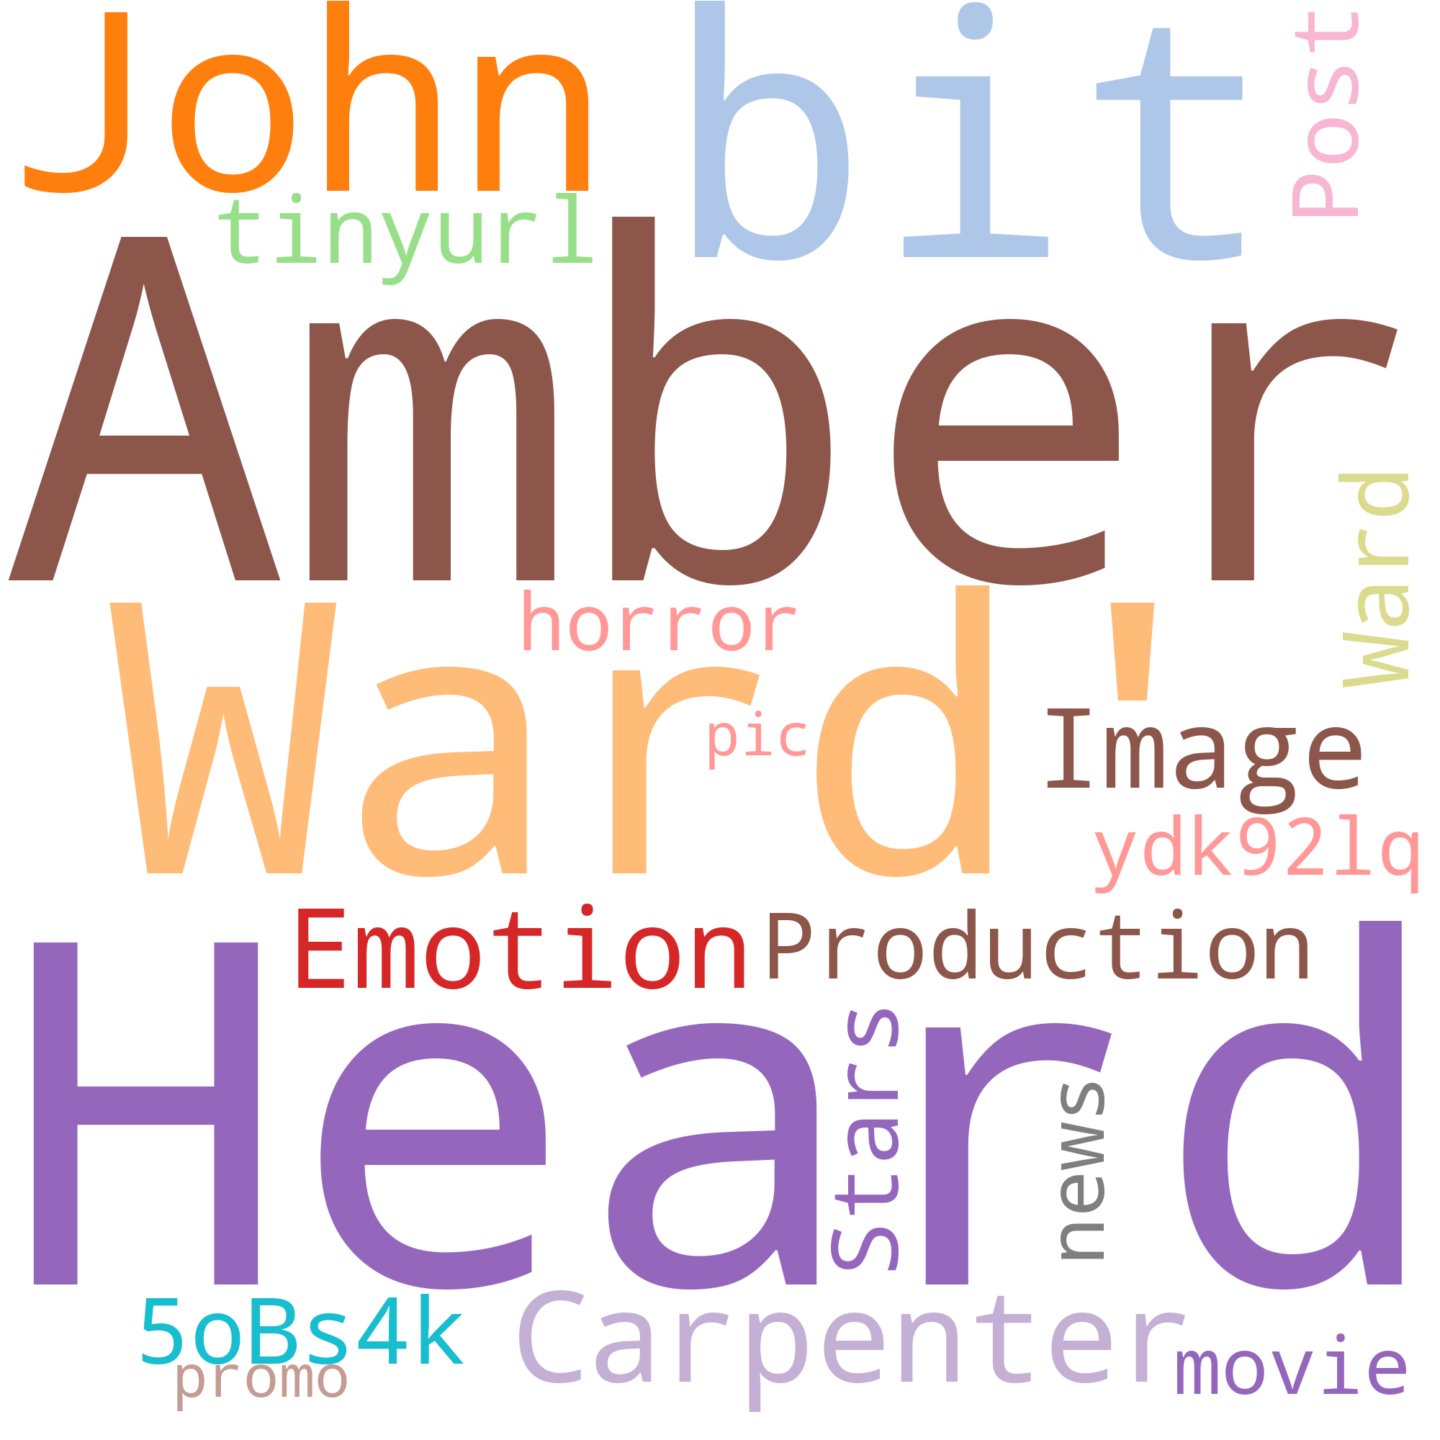 John
bit
Post
tinyurl
Amber
Ward
horror
Ward'
pic
Image
ydk92lq
Emotion
Production
Heard
Stars
news
5oBs4k
Carpenter
promo
movie